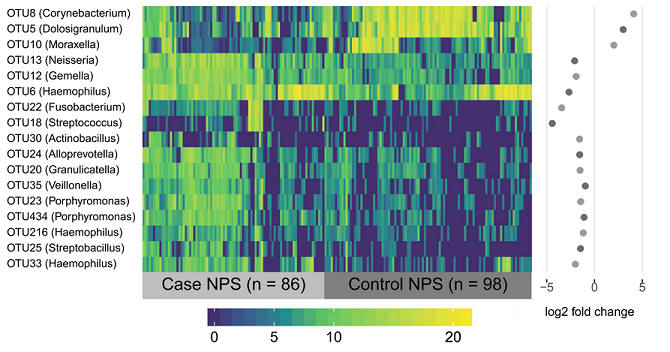 OTU8 (Corynebacterium)
OTU5 (Dolosigranulum)
OTU10 (Moraxella)
OTU13 (Neisseria)
OTU12 (Gemella)
OTU6 (Haemophilus)
OTU22 (Fusobacterium)
OTU18 (Streptococcus)
OTU30 (Actinobacillus)
OTU24 (Alloprevotella)
OTU20 (Granulicatella)
OTU35 (Veillonella)
OTU23 (Porphyromonas)
OTU434 (Porphyromonas)
OTU216 (Haemophilus)
OTU25 (Streptobacillus)
OTU33 (Haemophilus)
Case NPS (n = 86) Control NPS (n = 98)
−5 0 5
log2 fold change
0 5 10 15 20